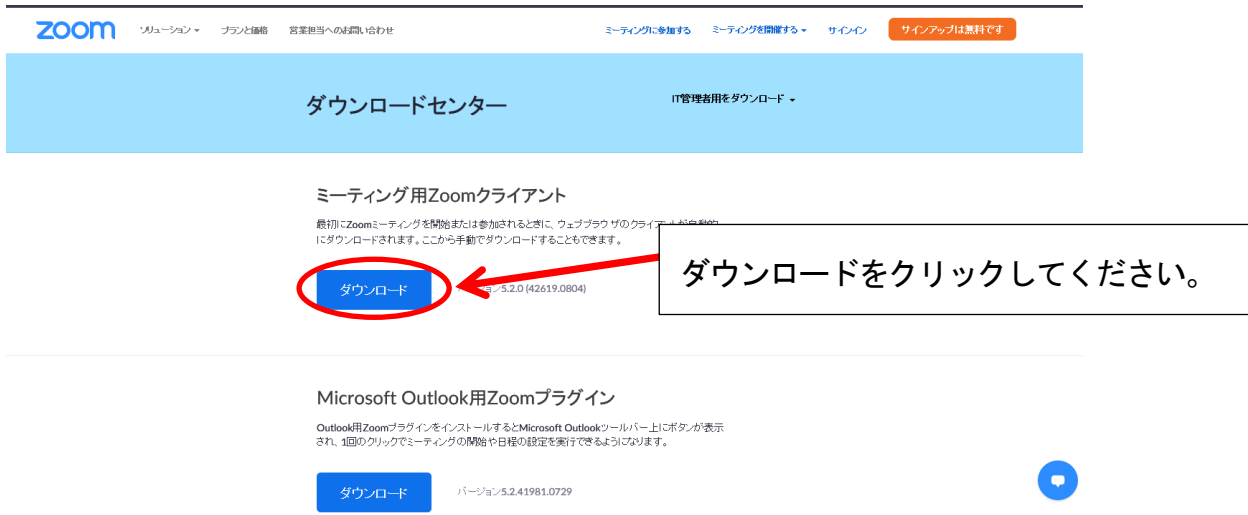 zoom ソリューション プランと価格 営業担当へのお問い合わせ ミーティングに参加する ミーティングを開催する サインイン サインアップは無料です
ダウンロードセンター IT管理者用をダウンロード
ミーティング用Zoomクライアント
最初にZoomミーティングを開始または参加されるときに、ウェブブラウザのクライアントが自動的
にダウンロードされます。ここから手動でダウンロードすることもできます。
ダウンロードをクリックしてください。
ダウンロード 5.2.0 (42619.0804)
Microsoft Outlook用Zoomプラグイン
Outlook用ZoomプラグインをインストールするとMicrosoft Outlookツールバー上にボタンが表示
され、1回のクリックでミーティングの開始や日程の設定を実行できるようになります。
ダウンロード バージョン5.2.41981.0729